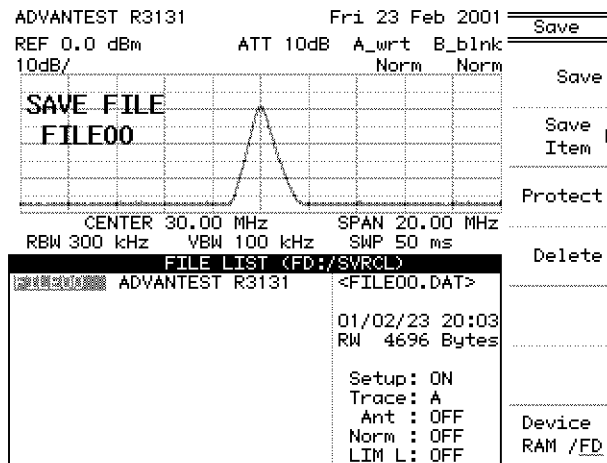 ADVANTEST R3131 Fri 23 Feb 2001
REF 0.0 dBm ATT 10dB A_wrt B_blnk
10dB/ Norm Norm
SAVE FILE
FILE00
CENTER 30.00 MHz SPAN 20.00 MHz
RBW 300 kHz VBW 100 kHz SWP 50 ms
FILE LIST (FD:/SVRCL)
FILE00 ADVANTEST R3131 <FILE00.DAT>
01/02/23 20:03
RW 4696 Bytes
Setup: ON
Trace: A
Ant : OFF
Norm : OFF
LIM L: OFF
Save
Save
Save
Item
Protect
Delete
Device
RAM /FD